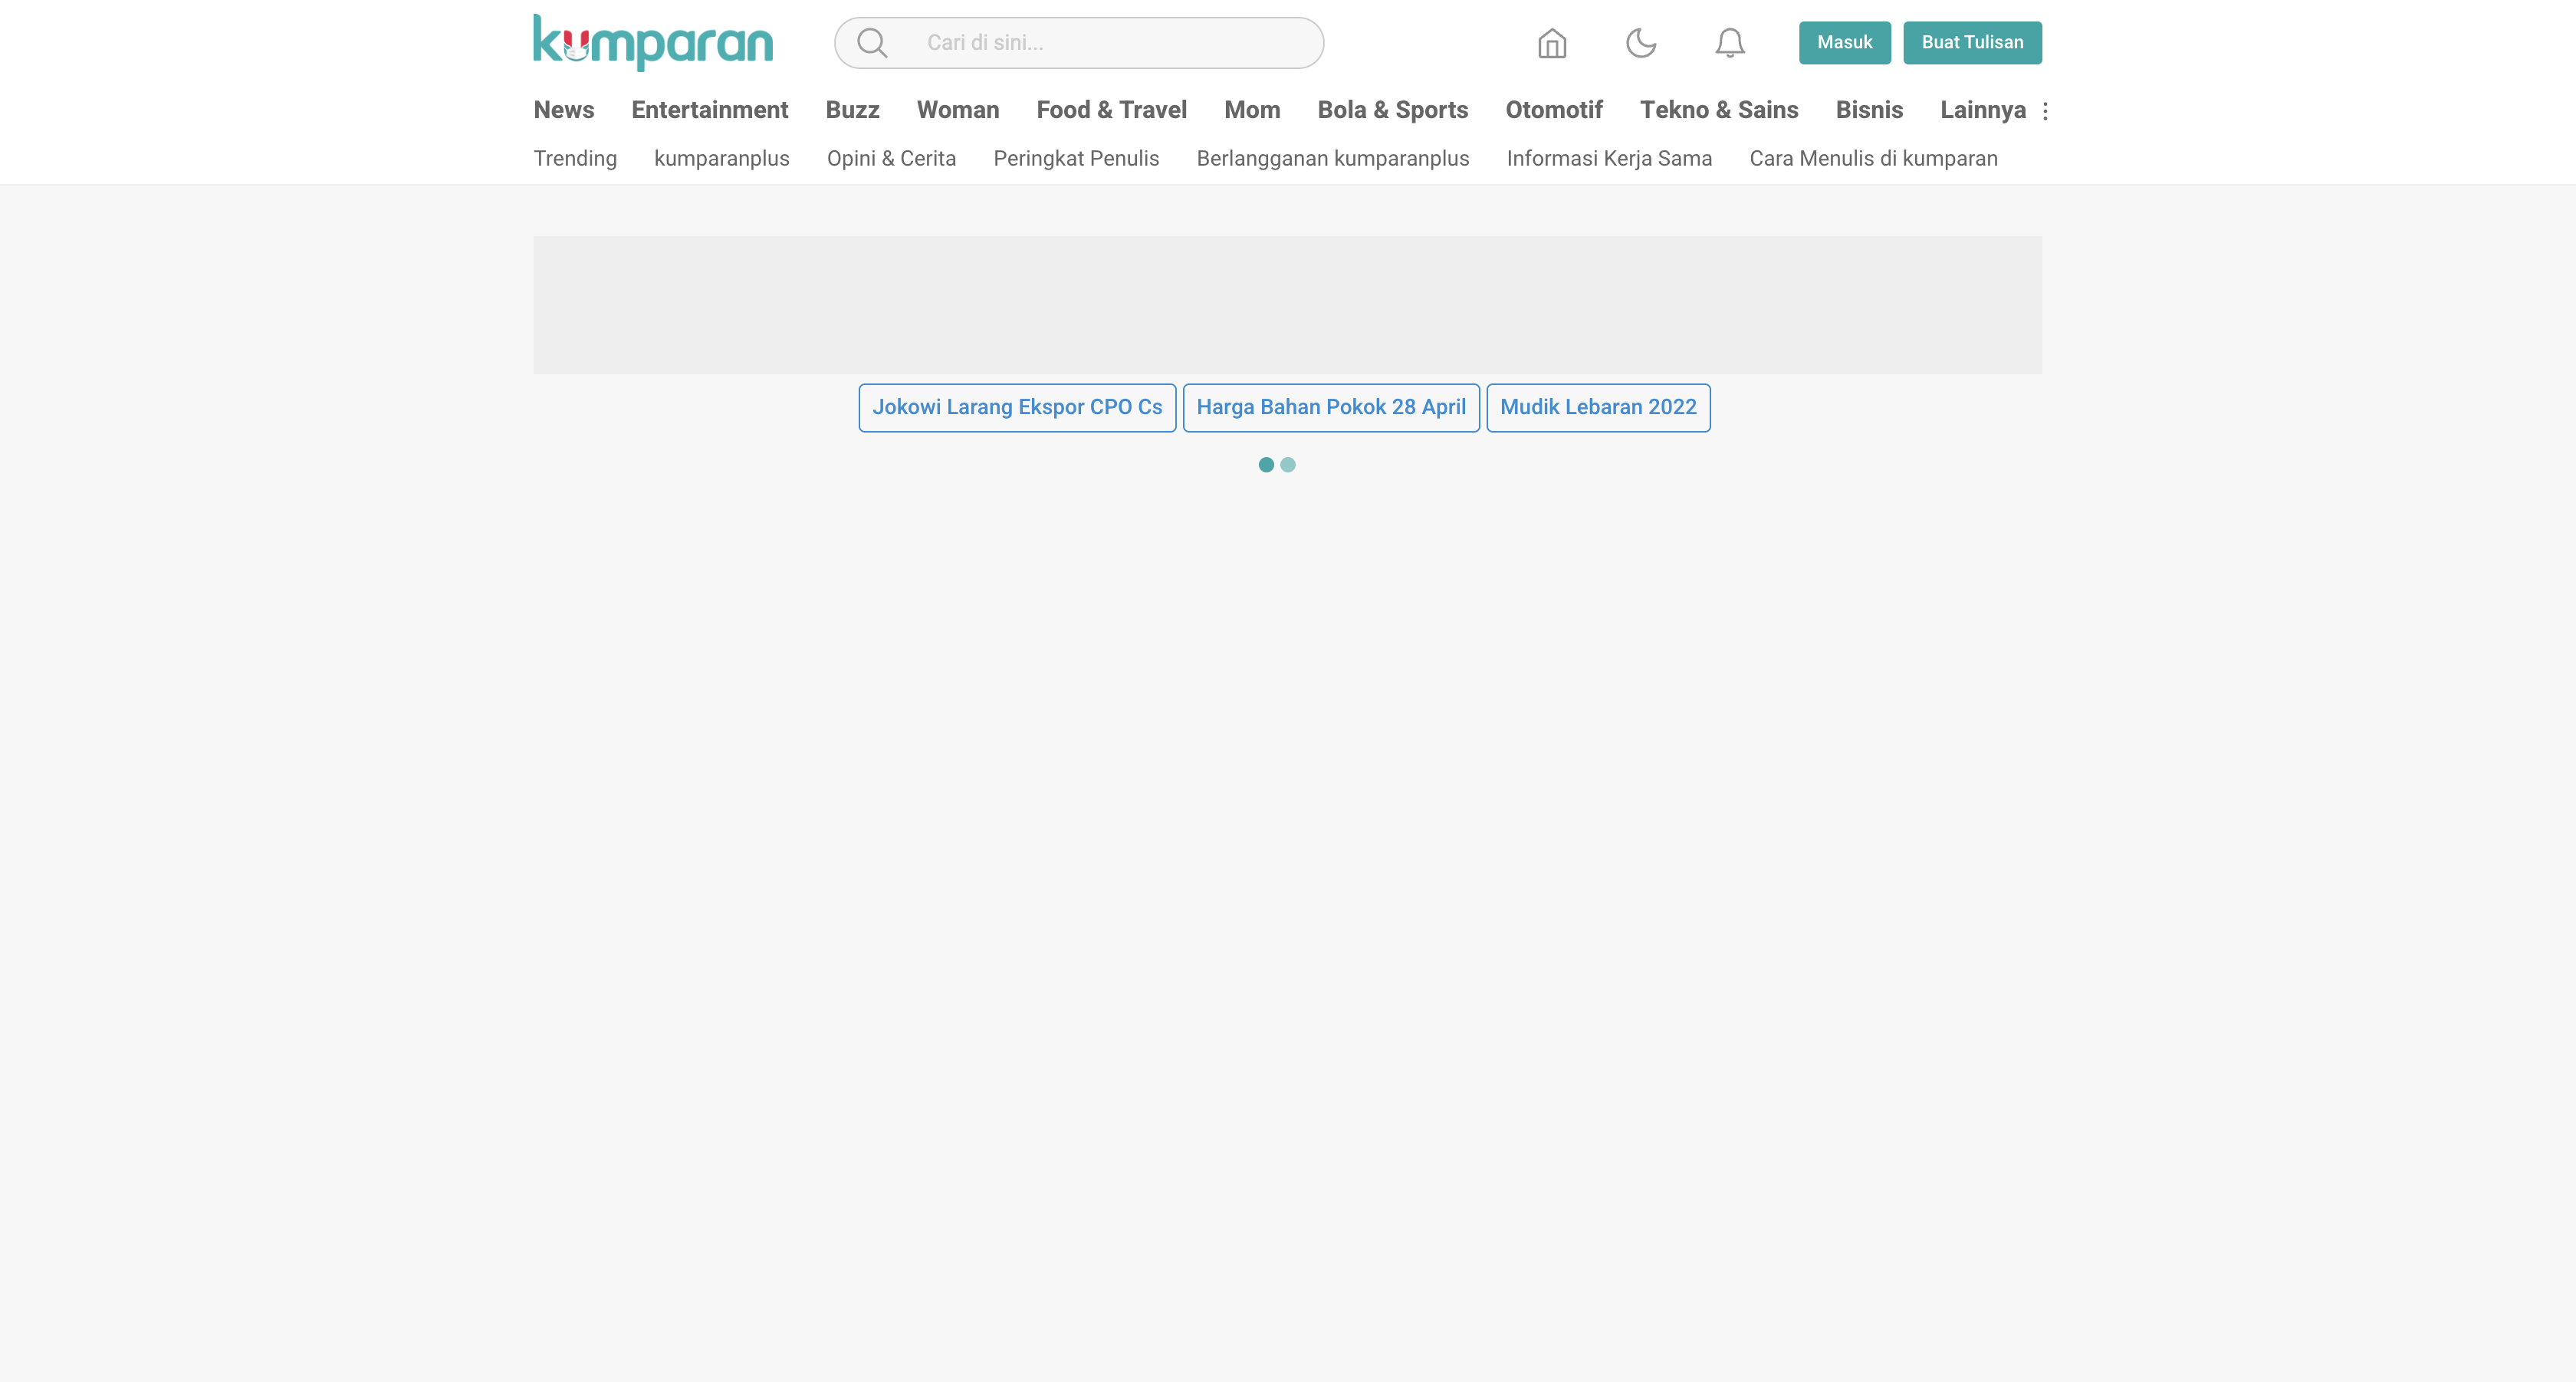 kumparan
Cari di sini...
Masuk
Buat Tulisan
News Entertainment Buzz Woman Food & Travel Mom Bola & Sports Otomotif Tekno & Sains Bisnis Lainnya
Trending kumparanplus Opini & Cerita Peringkat Penulis Berlangganan kumparanplus Informasi Kerja Sama Cara Menulis di kumparan
Jokowi Larang Ekspor CPO Cs
Harga Bahan Pokok 28 April
Mudik Lebaran 2022